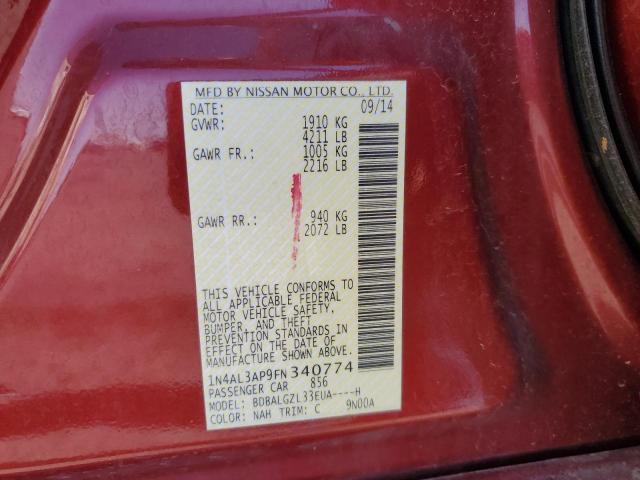 MFD BY NISSAN MOTOR CO., LTD.
DATE: 09/14
GVWR: 1910 KG
4211 LB
GAWR FR.: 1005 KG
2216 LB
GAWR RR.: 940 KG
2072 LB
THIS VEHICLE CONFORMS TO
ALL APPLICABLE FEDERAL
MOTOR VEHICLE SAFETY,
BUMPER, AND THEFT
PREVENTION STANDARDS IN
EFFECT ON THE DATE OF
MANUFACTURE SHOWN ABOVE.
1N4AL3AP9FN340774
PASSENGER CAR 856
MODEL: BDBALGZL33EUA----H
COLOR: NAH TRIM: C 9N00A